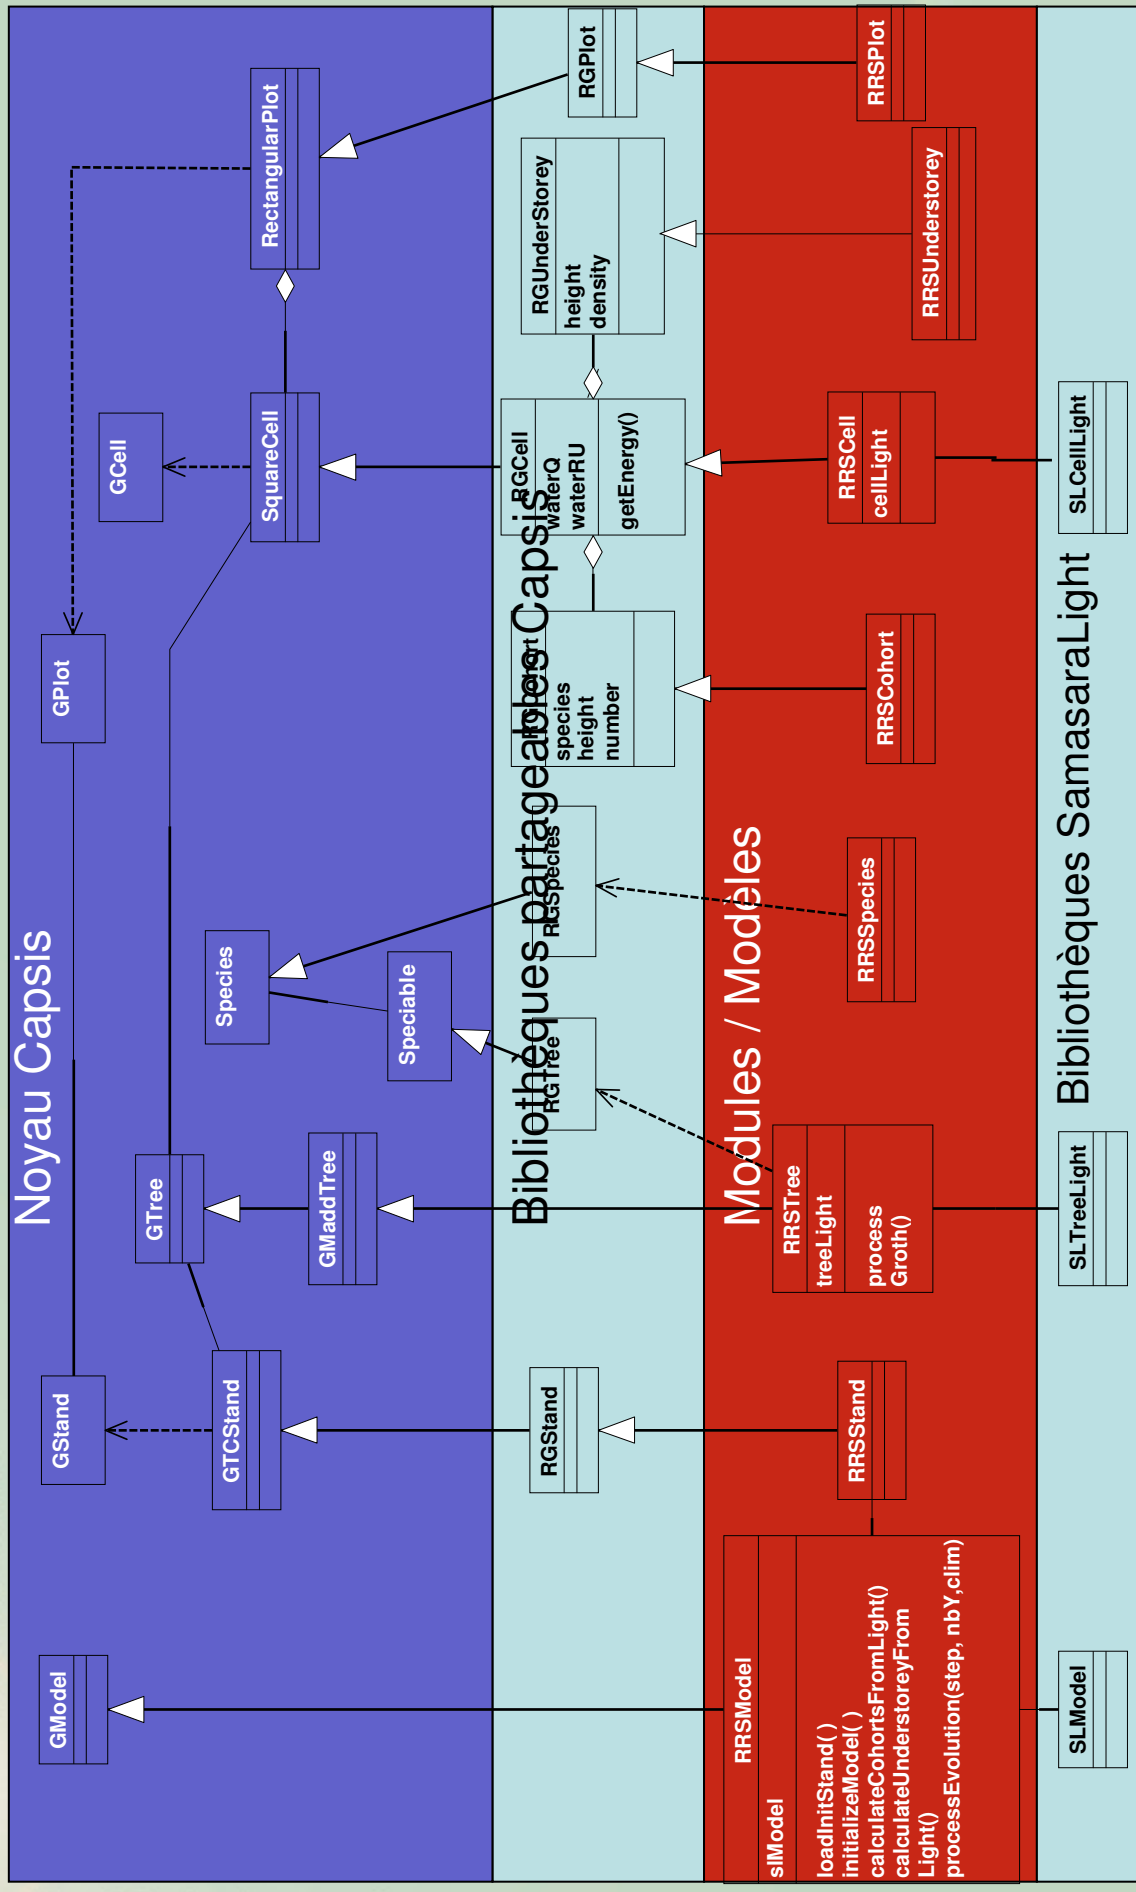 Noyau Capsis
GModel
GStand
GPlot
GCell
GTCStand
GTree
GMaddTree
Species
Speciable
SquareCell
RectangularPlot
Bibliothèques partageables Capsis
RGStand
RGTree
RGSpecies
RGCohort
species
height
number
RGCell
waterQ
waterRU
getEnergy()
RGUnderStorey
height
density
RGPlot
Modules / Modèles
RRSModel
slModel
loadInitStand( )
initializeModel( )
calculateCohortsFromLight()
calculateUnderstoreyFrom
Light()
processEvolution(step, nbY,clim)
RRSStand
RRSTree
treeLight
process
Groth()
RRSSpecies
RRSCohort
RRSCell
cellLight
RRSUnderstorey
RRSPlot
Bibliothèques SamasaraLight
SLModel
SLTreeLight
SLCellLight